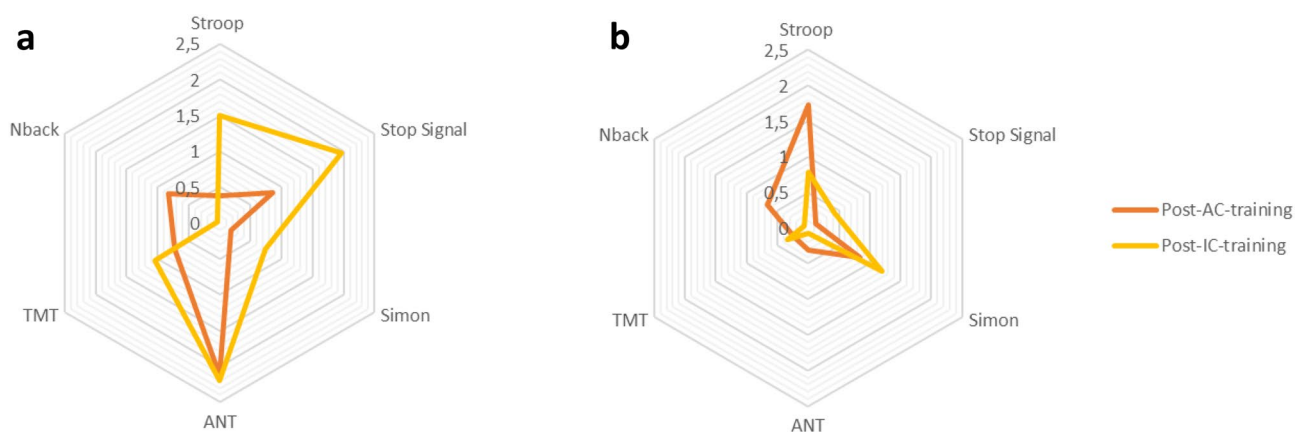 a
Stroop
2,5
2
1,5
1
0,5
0
Nback
Stop Signal
TMT
Simon
ANT
b
Stroop
2,5
2
1,5
1
0,5
0
Nback
Stop Signal
TMT
Simon
ANT
Post-AC-training
Post-IC-training